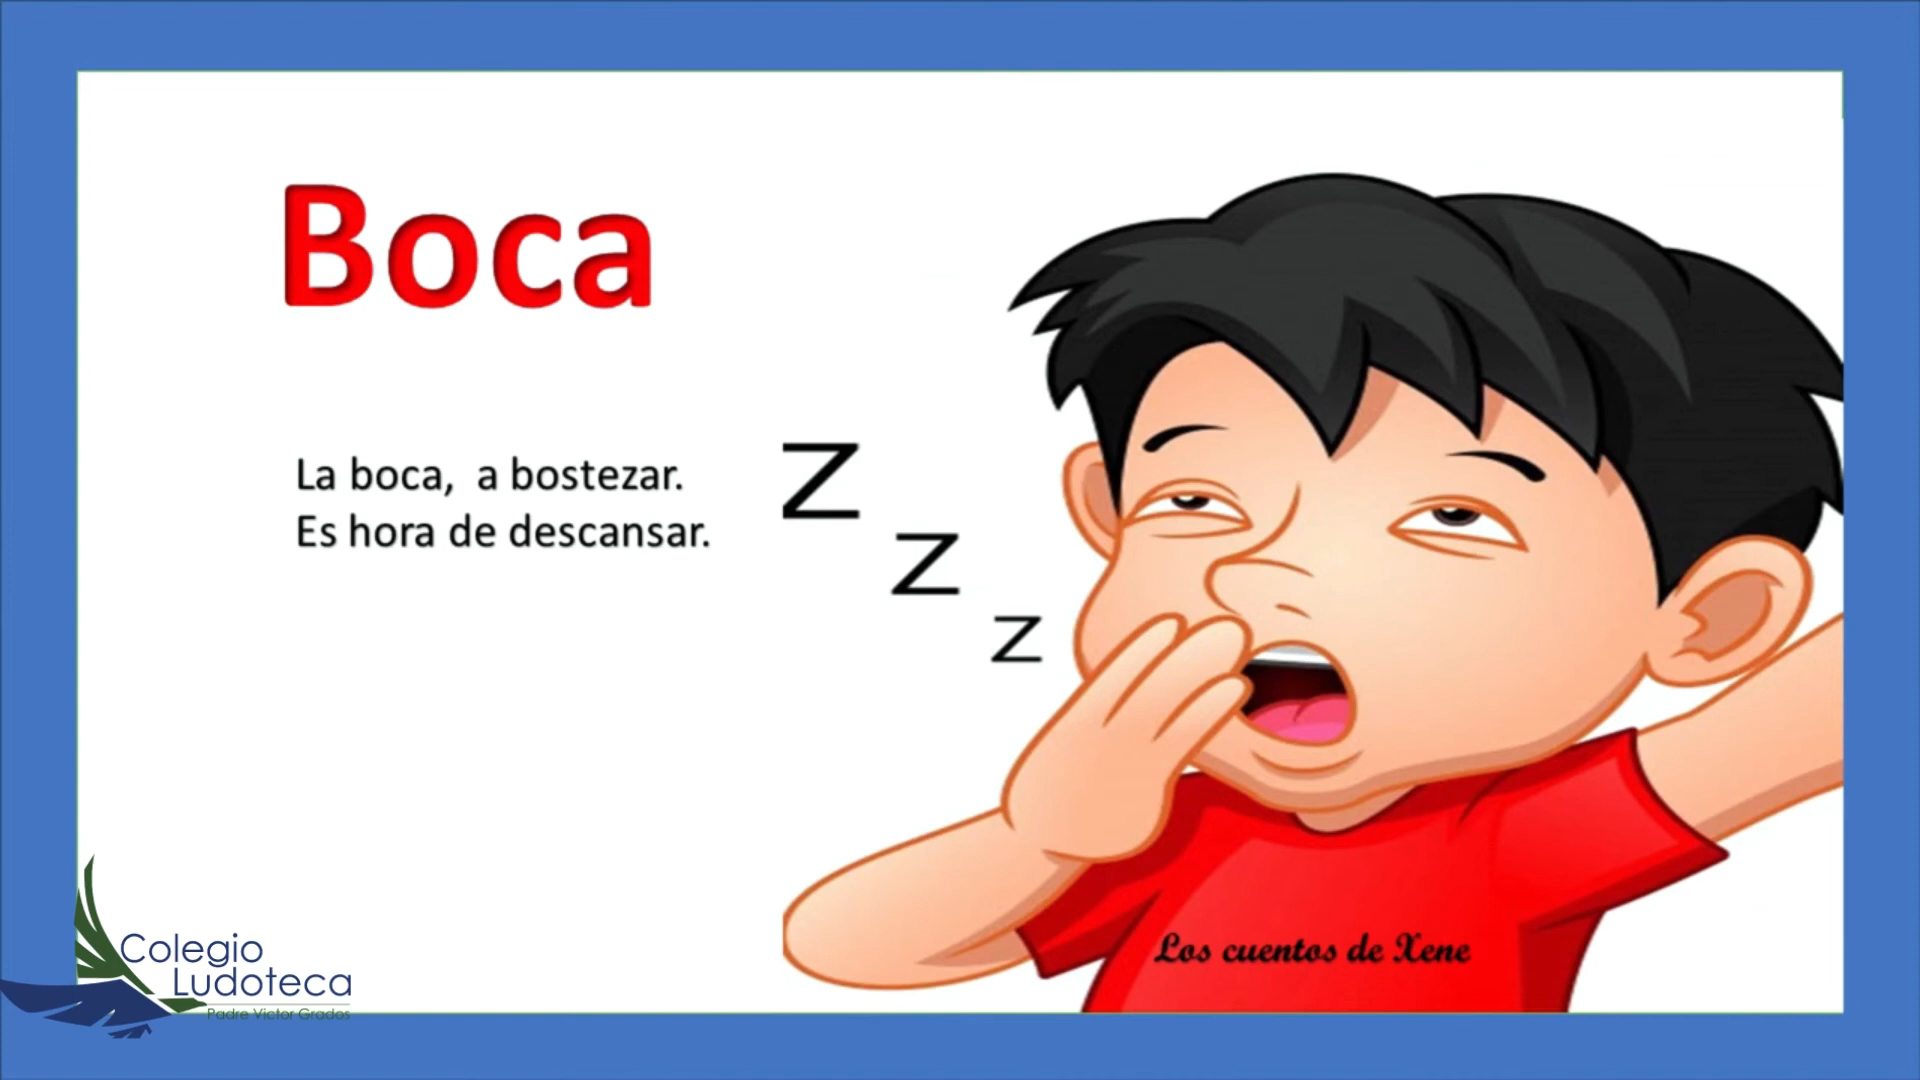 Boca
La boca, a bostezar.
Es hora de descansar.
Z
Z
Z
Los cuentos de Xene
Colegio
Ludoteca
Padre Victor Grados